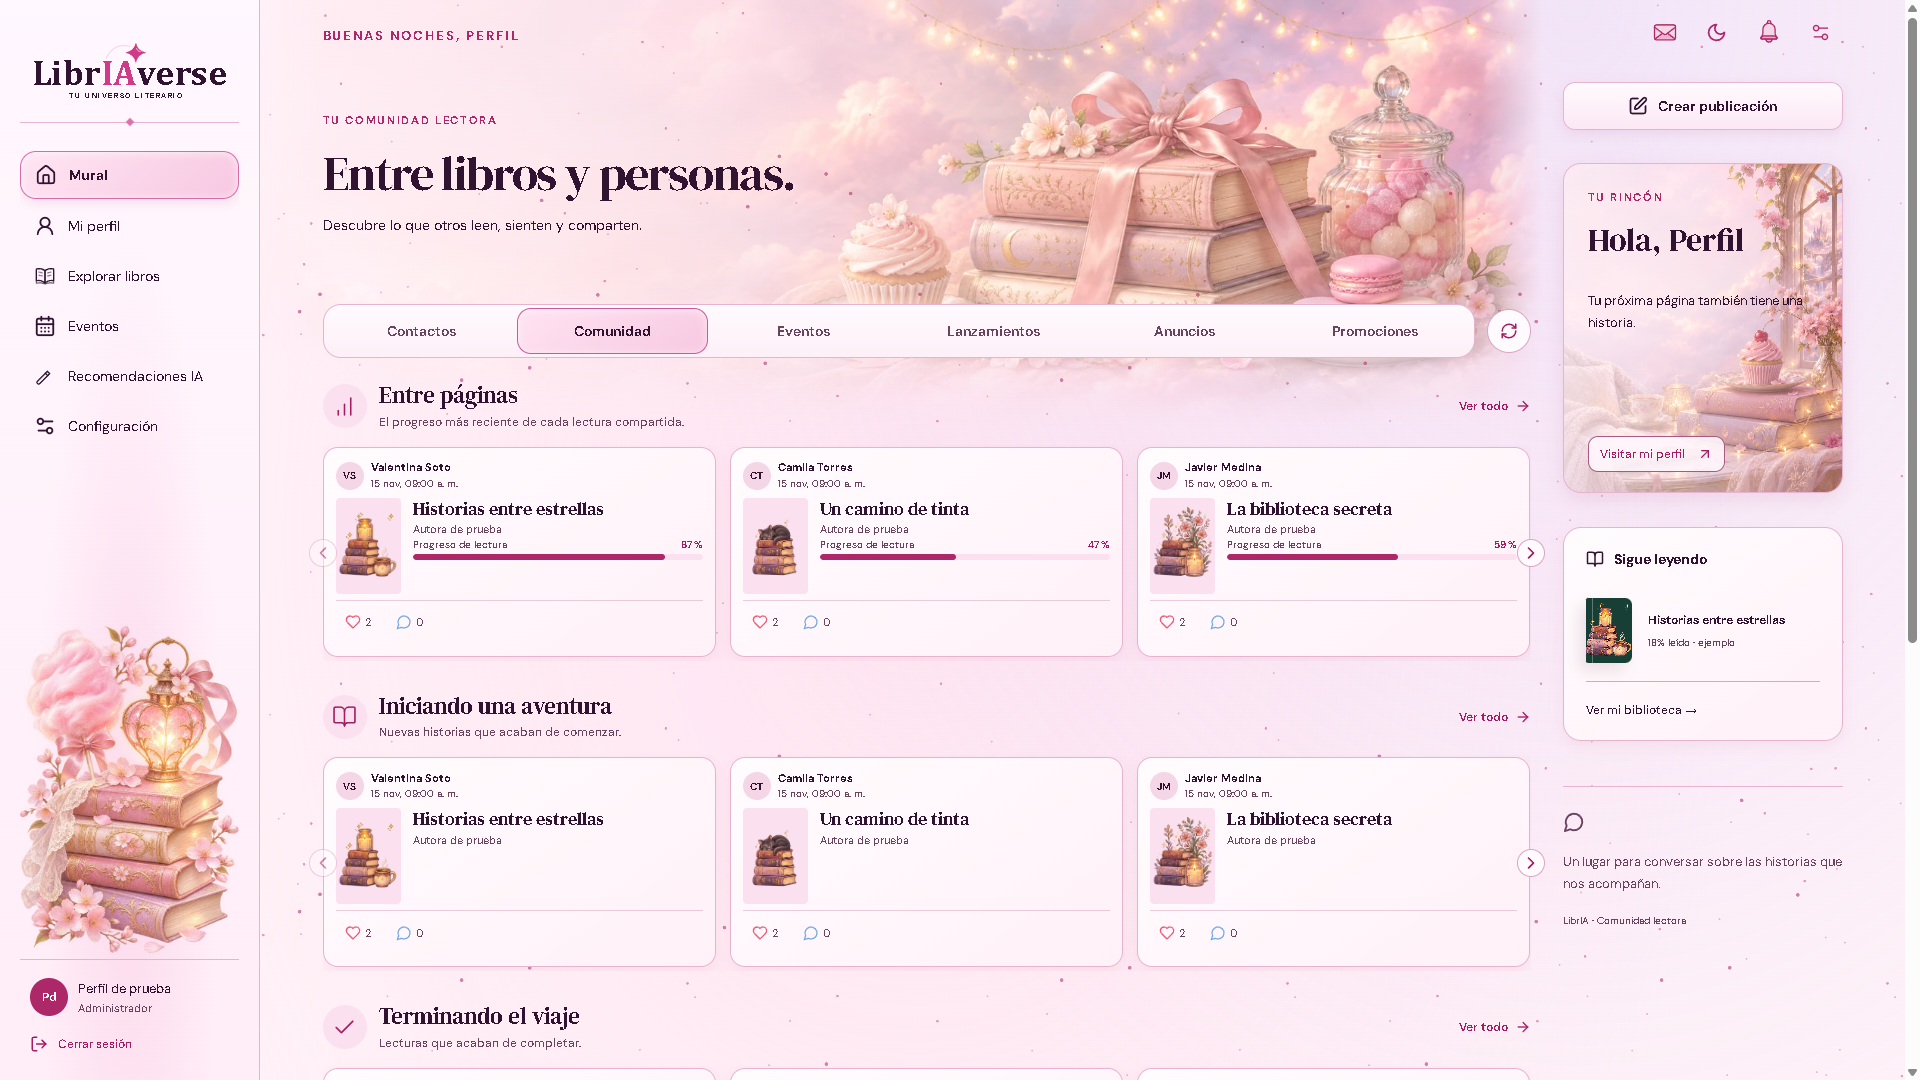 LibrIAverse
TU UNIVERSO LITERARIO
Mural
Mi perfil
Explorar libros
Eventos
Recomendaciones IA
Configuración
Pd
Perfil de prueba
Administrador
Cerrar sesión
BUENAS NOCHES, PERFIL
TU COMUNIDAD LECTORA
Entre libros y personas.
Descubre lo que otros leen, sienten y comparten.
Contactos
Comunidad
Eventos
Lanzamientos
Anuncios
Promociones
Entre páginas
El progreso más reciente de cada lectura compartida.
Ver todo
VS
Valentina Soto
15 nov, 09:00 a. m.
Historias entre estrellas
Autora de prueba
Progreso de lectura 87%
2 0
CT
Camila Torres
15 nov, 09:00 a. m.
Un camino de tinta
Autora de prueba
Progreso de lectura 47%
2 0
JM
Javier Medina
15 nov, 09:00 a. m.
La biblioteca secreta
Autora de prueba
Progreso de lectura 59%
2 0
Iniciando una aventura
Nuevas historias que acaban de comenzar.
Ver todo
VS
Valentina Soto
15 nov, 09:00 a. m.
Historias entre estrellas
Autora de prueba
2 0
CT
Camila Torres
15 nov, 09:00 a. m.
Un camino de tinta
Autora de prueba
2 0
JM
Javier Medina
15 nov, 09:00 a. m.
La biblioteca secreta
Autora de prueba
2 0
Terminando el viaje
Lecturas que acaban de completar.
Ver todo
Crear publicación
TU RINCÓN
Hola, Perfil
Tu próxima página también tiene una
historia.
Visitar mi perfil
Sigue leyendo
Historias entre estrellas
18% leído · ejemplo
Ver mi biblioteca →
Un lugar para conversar sobre las historias que
nos acompañan.
LibrIA · Comunidad lectora